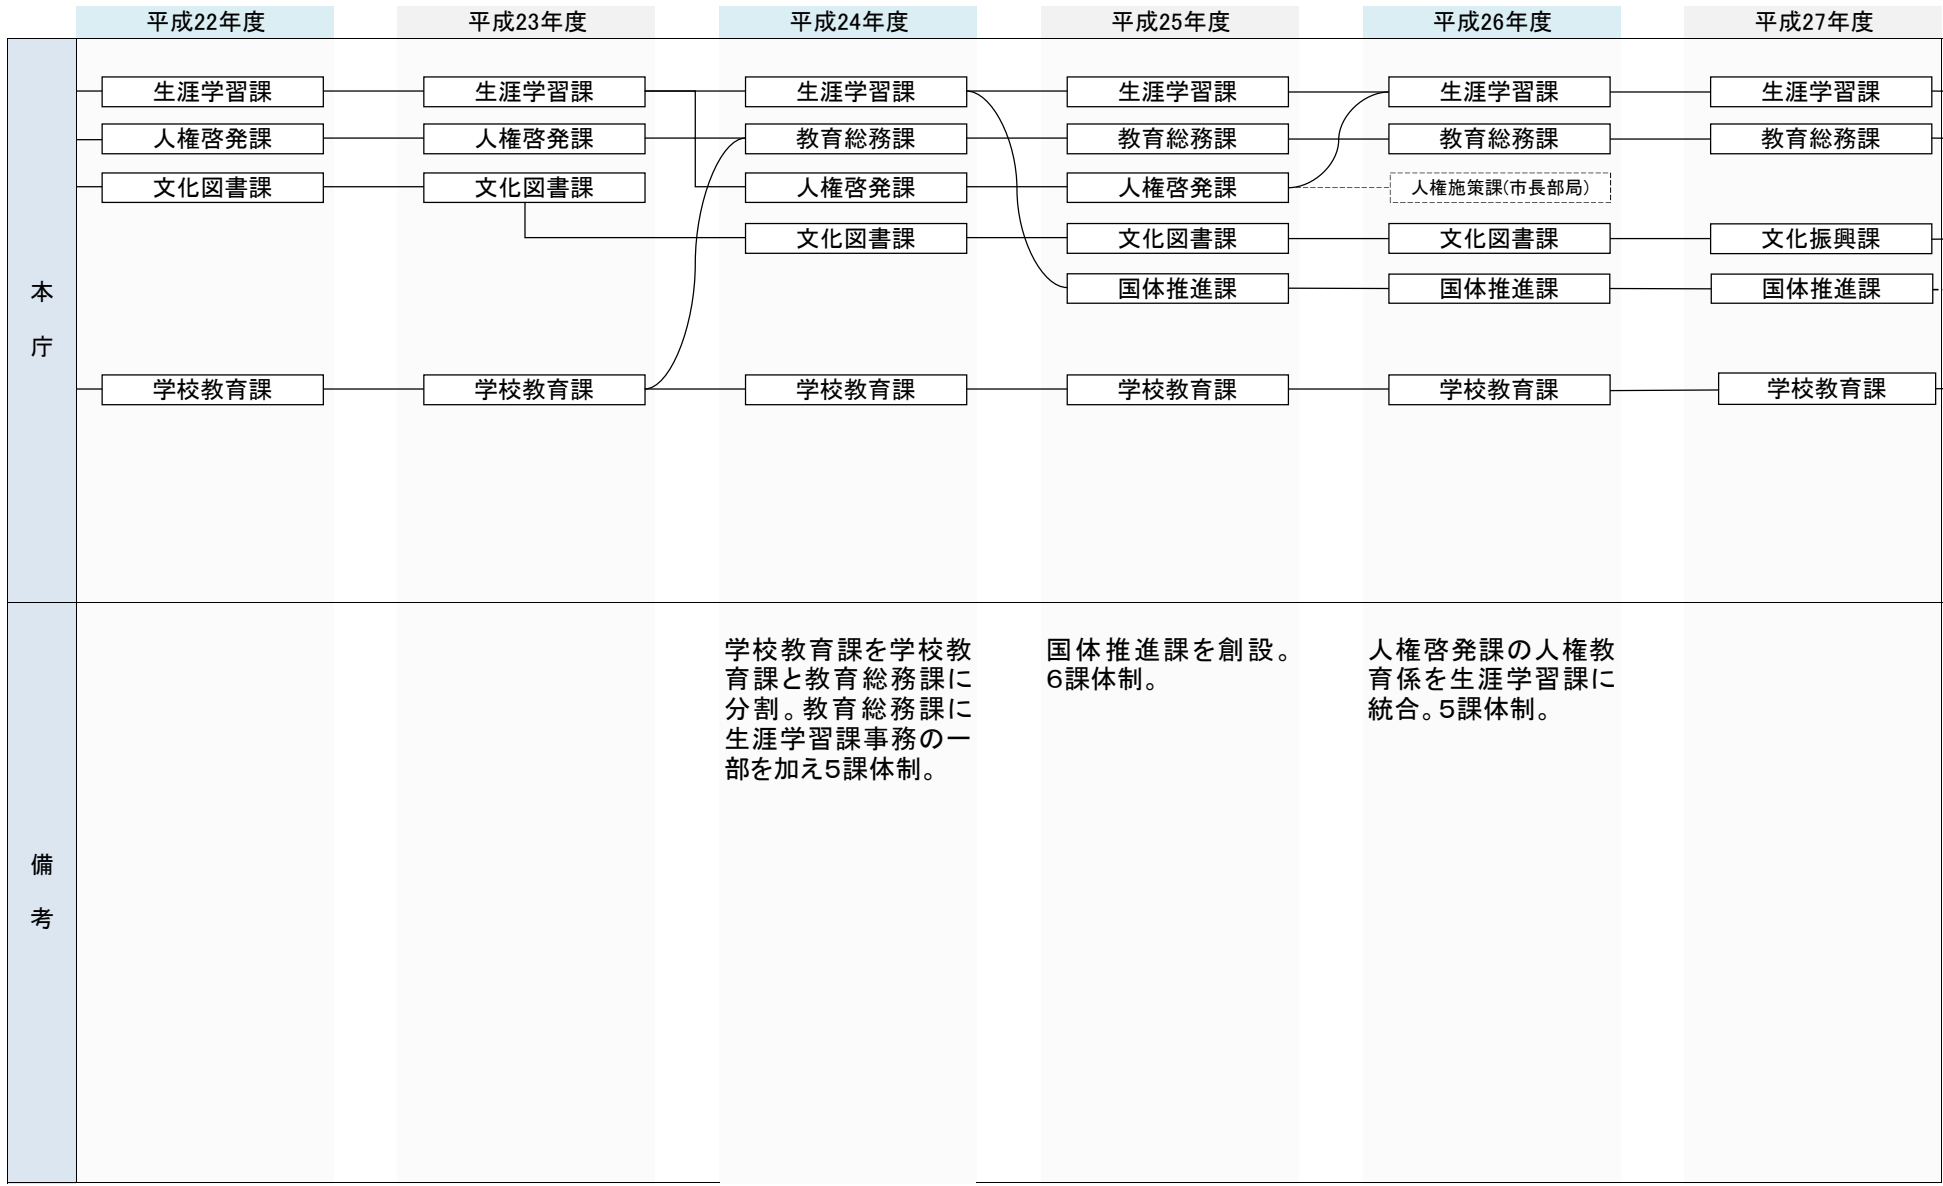 平成22年度
平成23年度
平成24年度
平成25年度
平成26年度
平成27年度
本庁
生涯学習課
生涯学習課
生涯学習課
生涯学習課
生涯学習課
生涯学習課
人権啓発課
人権啓発課
教育総務課
教育総務課
教育総務課
教育総務課
文化図書課
文化図書課
人権啓発課
人権啓発課
人権施策課(市長部局)
文化図書課
文化図書課
文化図書課
文化振興課
国体推進課
国体推進課
国体推進課
学校教育課
学校教育課
学校教育課
学校教育課
学校教育課
学校教育課
備考
学校教育課を学校教
育課と教育総務課に
分割。教育総務課に
生涯学習課事務の一
部を加え5課体制。
国体推進課を創設。
6課体制。
人権啓発課の人権教
育係を生涯学習課に
統合。5課体制。